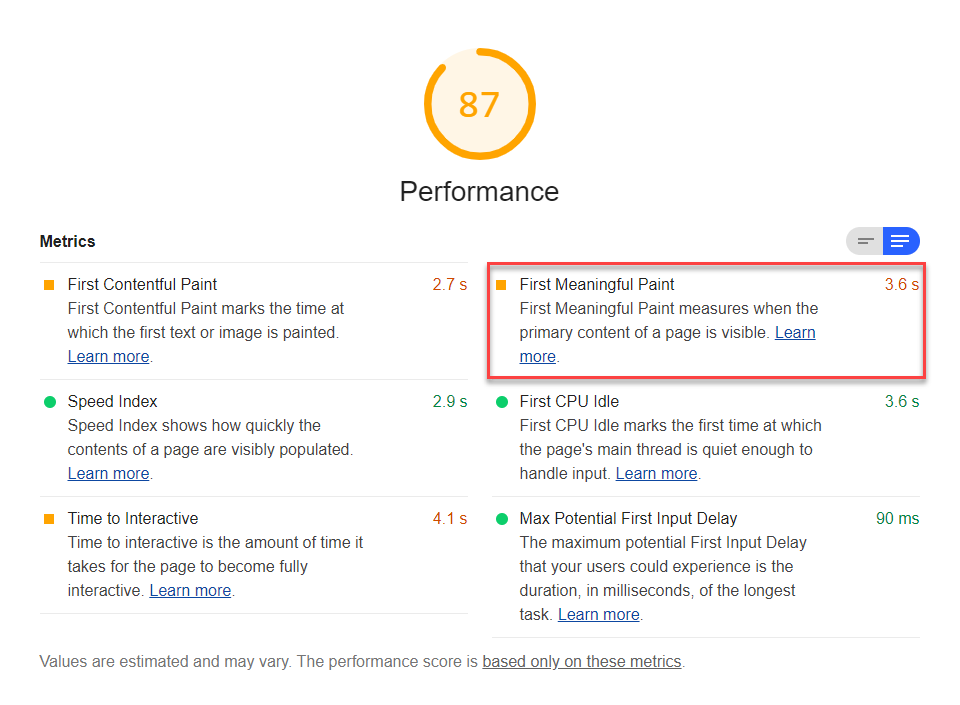 87
Performance
Metrics
First Contentful Paint 2.7 s
First Contentful Paint marks the time at
which the first text or image is painted.
Learn more.
First Meaningful Paint 3.6 s
First Meaningful Paint measures when the
primary content of a page is visible. Learn
more.
Speed Index 2.9 s
Speed Index shows how quickly the
contents of a page are visibly populated.
Learn more.
First CPU Idle 3.6 s
First CPU Idle marks the first time at which
the page's main thread is quiet enough to
handle input. Learn more.
Time to Interactive 4.1 s
Time to interactive is the amount of time it
takes for the page to become fully
interactive. Learn more.
Max Potential First Input Delay 90 ms
The maximum potential First Input Delay
that your users could experience is the
duration, in milliseconds, of the longest
task. Learn more.
Values are estimated and may vary. The performance score is based only on these metrics.